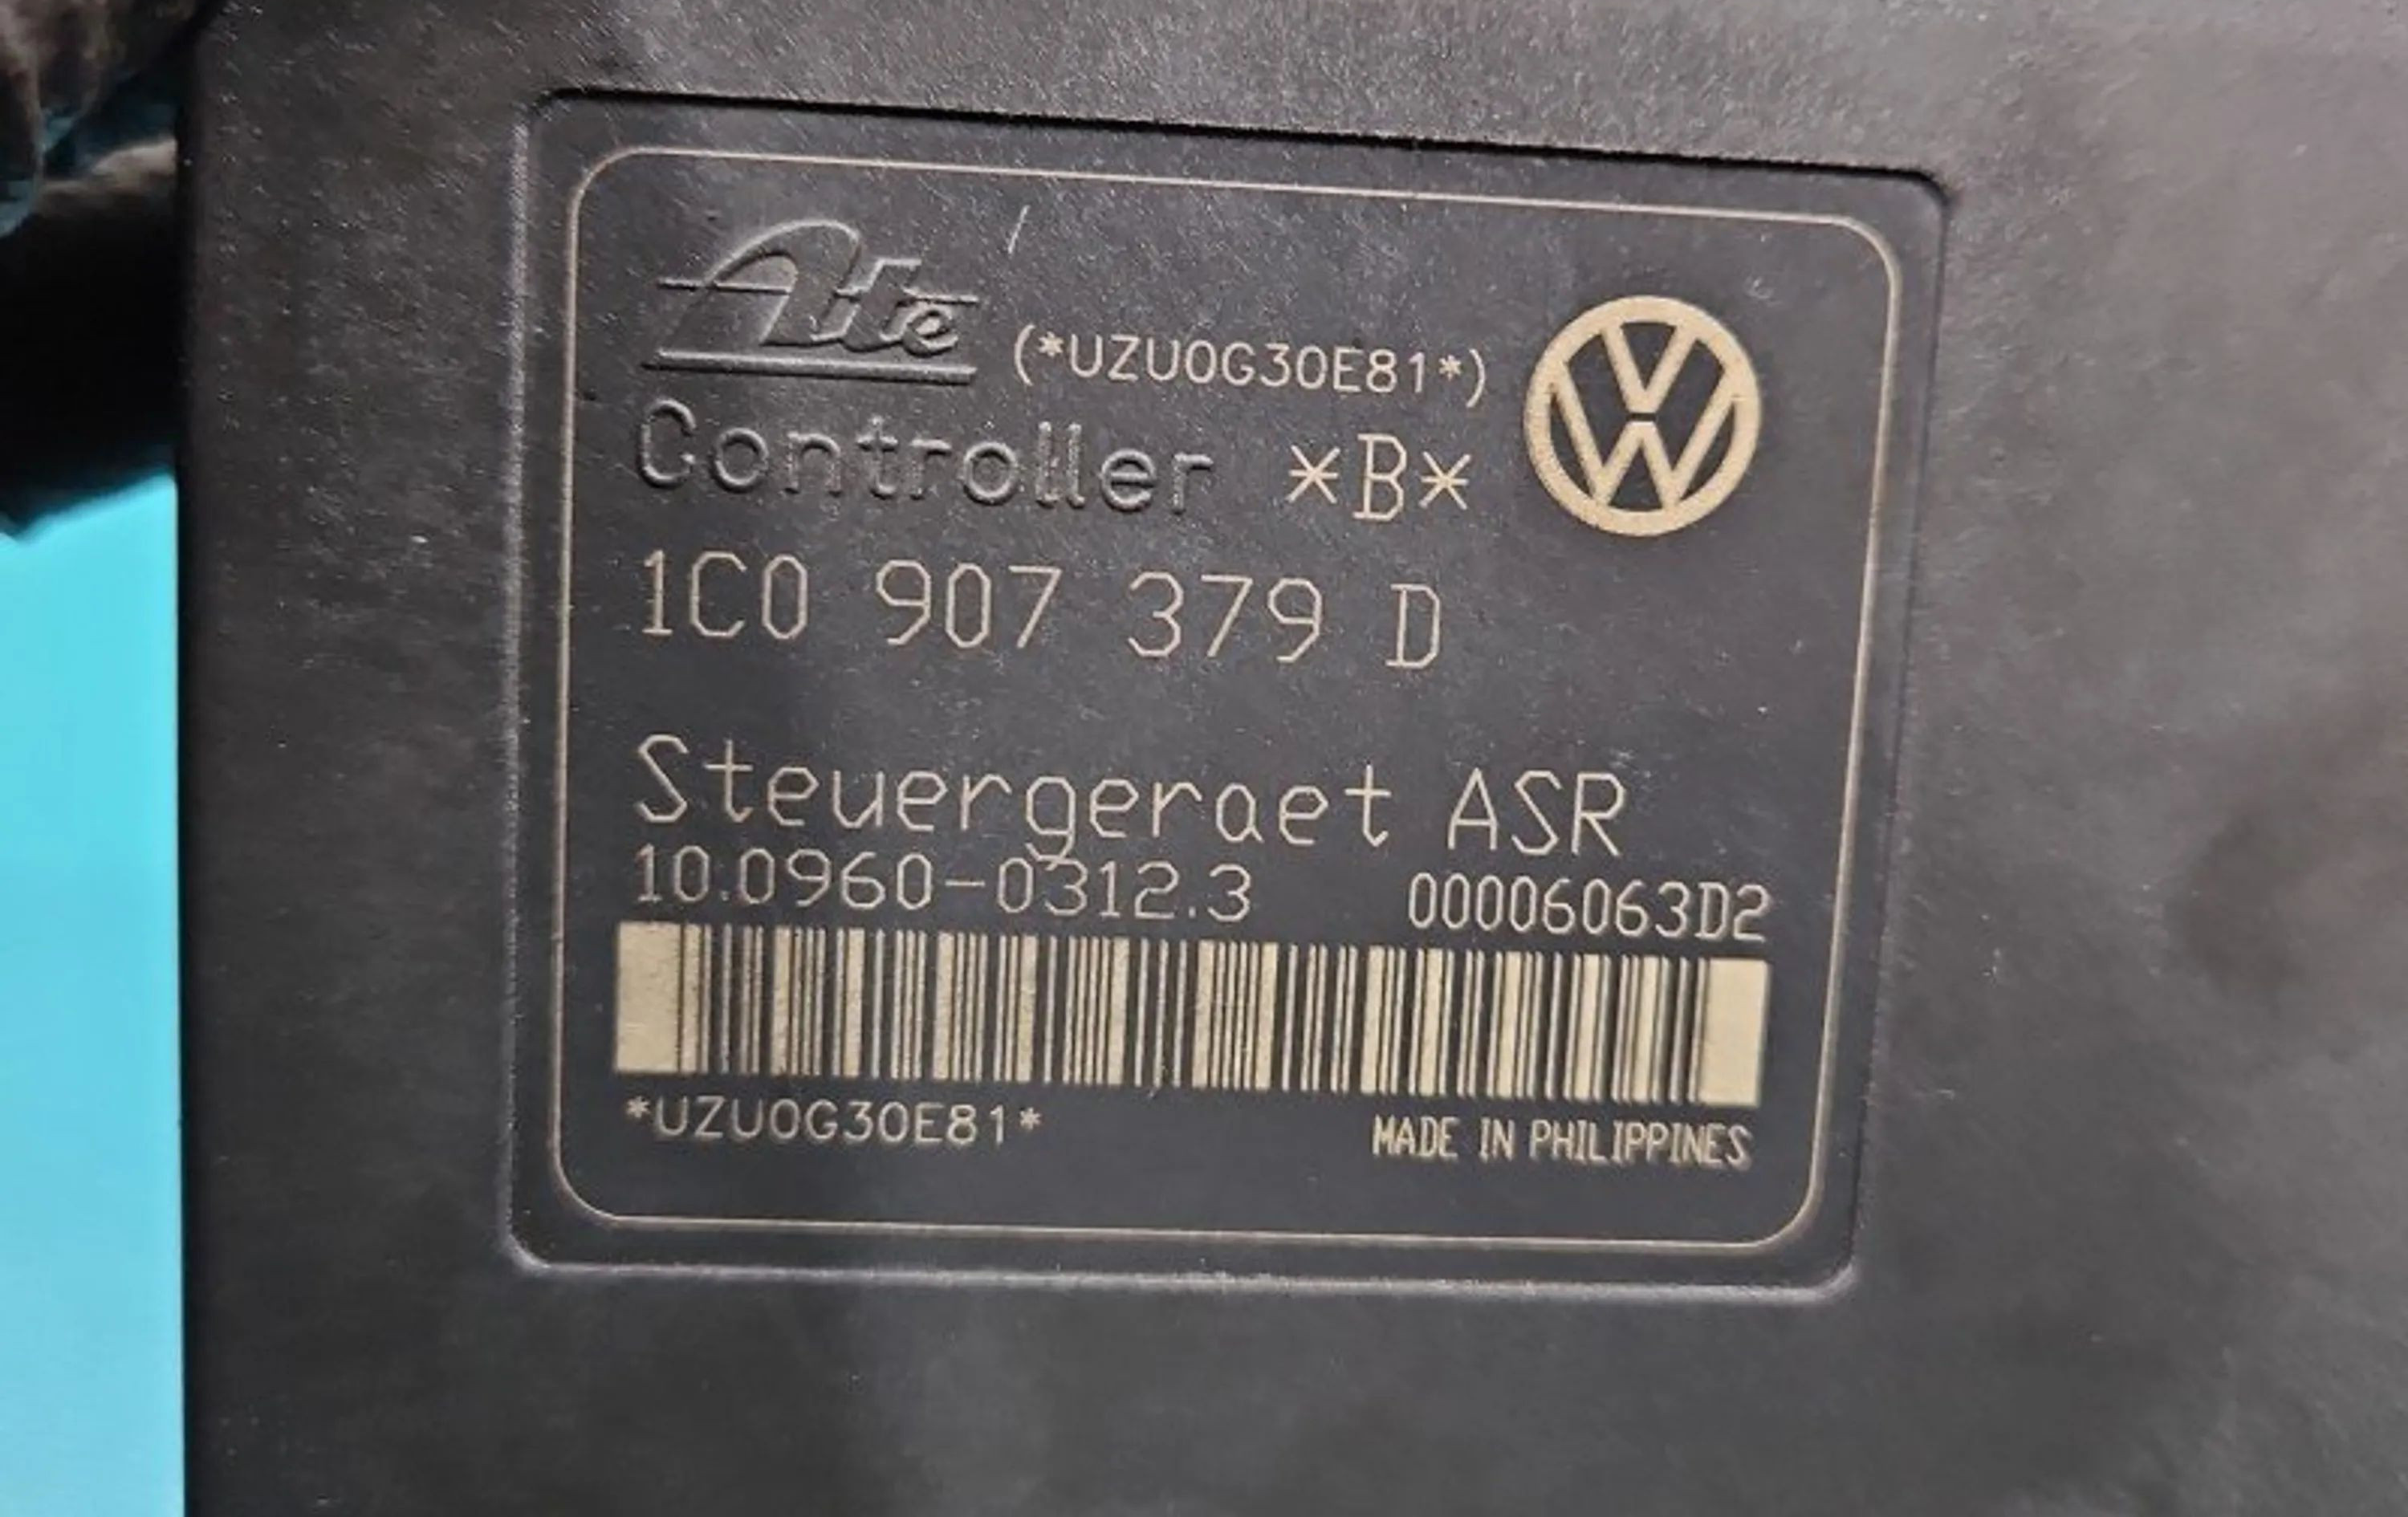 Ate (*UZU0G30E81*)
Controller *B*
1C0 907 379 D
Steuergeraet ASR
10.0960-0312.3 00006063D2
*UZU0G30E81* MADE IN PHILIPPINES